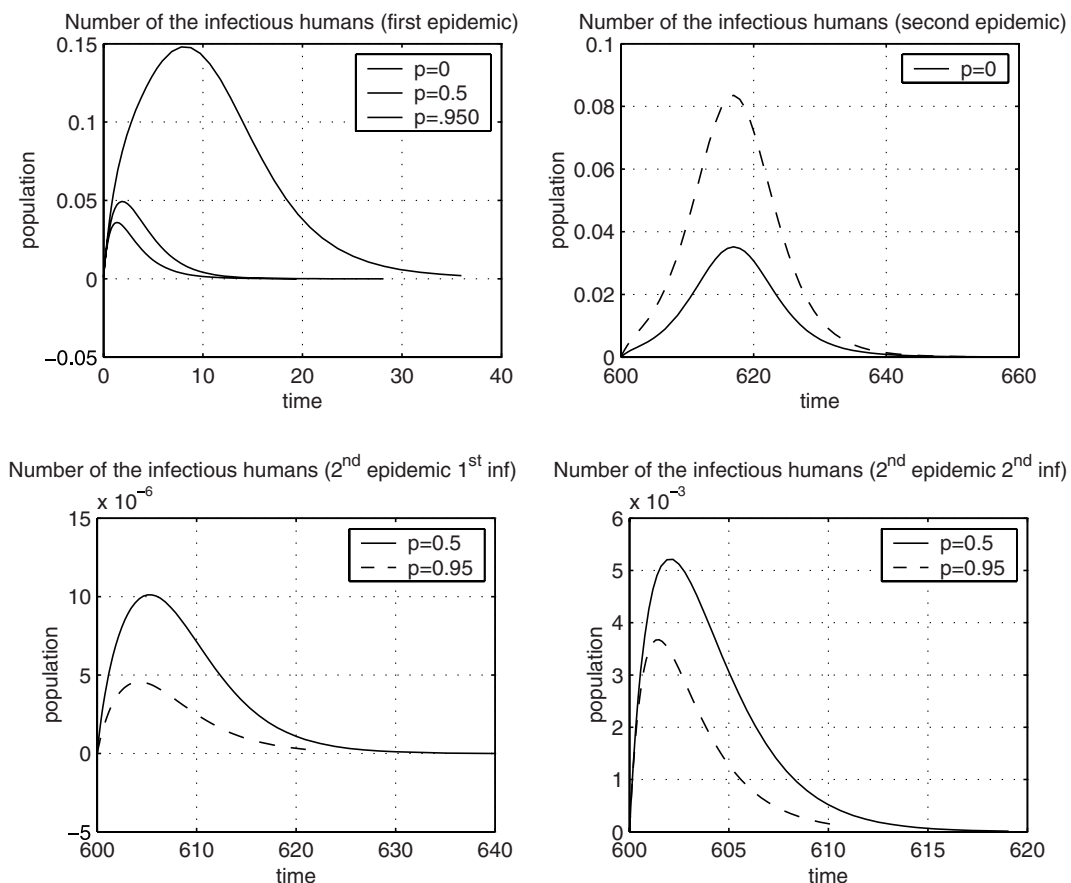 Number of the infectious humans (first epidemic)
0.15
0.1
0.05
0
−0.05
population
p=0
p=0.5
p=.950
0 10 20 30 40
time
Number of the infectious humans (second epidemic)
0.1
0.08
0.06
0.04
0.02
0
population
p=0
600 620 640 660
time
Number of the infectious humans (2nd epidemic 1st inf)
x 10−6
15
10
5
0
−5
population
p=0.5
p=0.95
600 610 620 630 640
time
Number of the infectious humans (2nd epidemic 2nd inf)
x 10−3
6
5
4
3
2
1
0
population
p=0.5
p=0.95
600 605 610 615 620
time